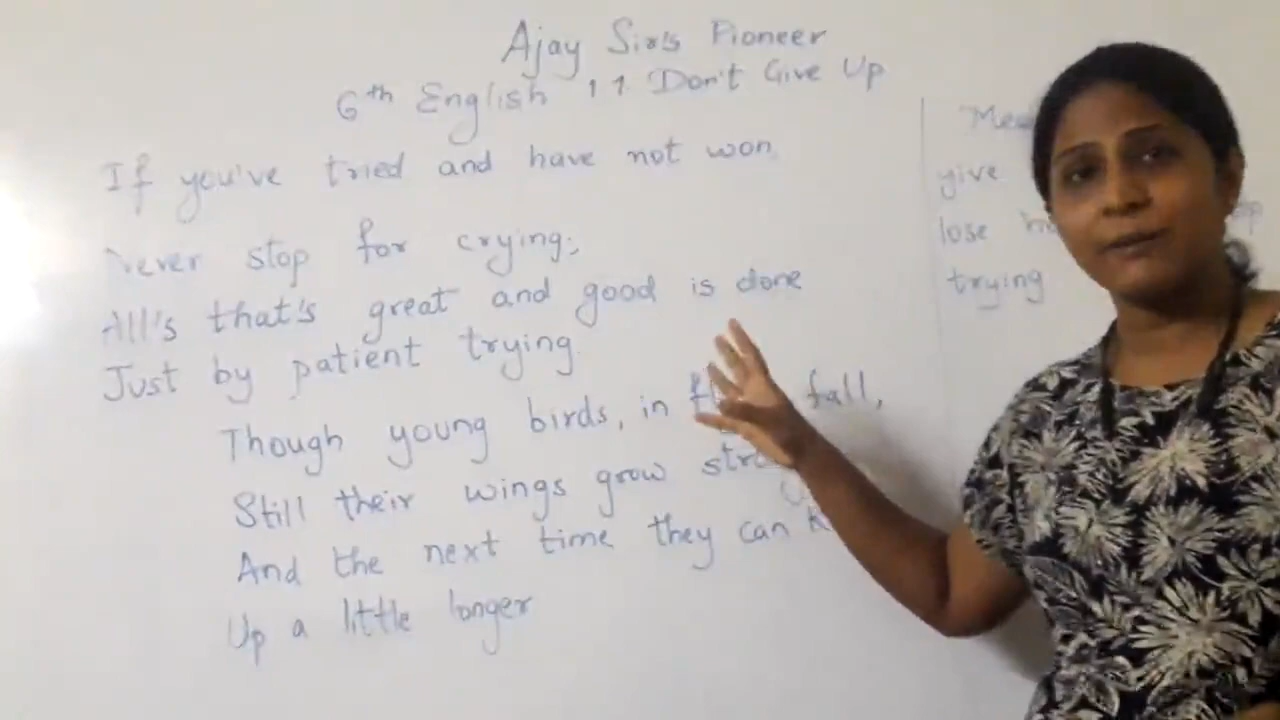 Ajay Sir's Pioneer
6th English 1.1 Don't Give Up
If you've tried and have not won
Never stop for crying;
All's that's great and good is done
Just by patient trying.
Though young birds, in fall,
Still their wings grow
And the next time they can
Up a little longer
give
lose
trying